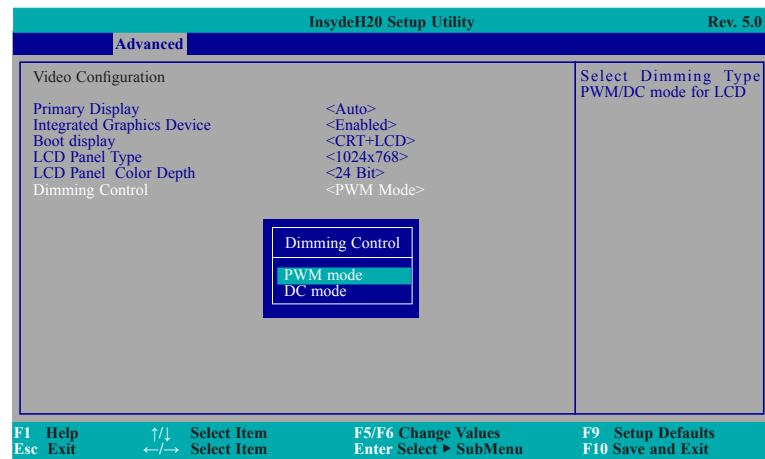 InsydeH20 Setup Utility Rev. 5.0
Advanced
Video Configuration
Primary Display <Auto>
Integrated Graphics Device <Enabled>
Boot display <CRT+LCD>
LCD Panel Type <1024x768>
LCD Panel Color Depth <24 Bit>
Dimming Control <PWM Mode>
Select Dimming Type
PWM/DC mode for LCD
Dimming Control
PWM mode
DC mode
F1 Help ↑/↓ Select Item F5/F6 Change Values F9 Setup Defaults
Esc Exit ←/→ Select Item Enter Select ▶ SubMenu F10 Save and Exit